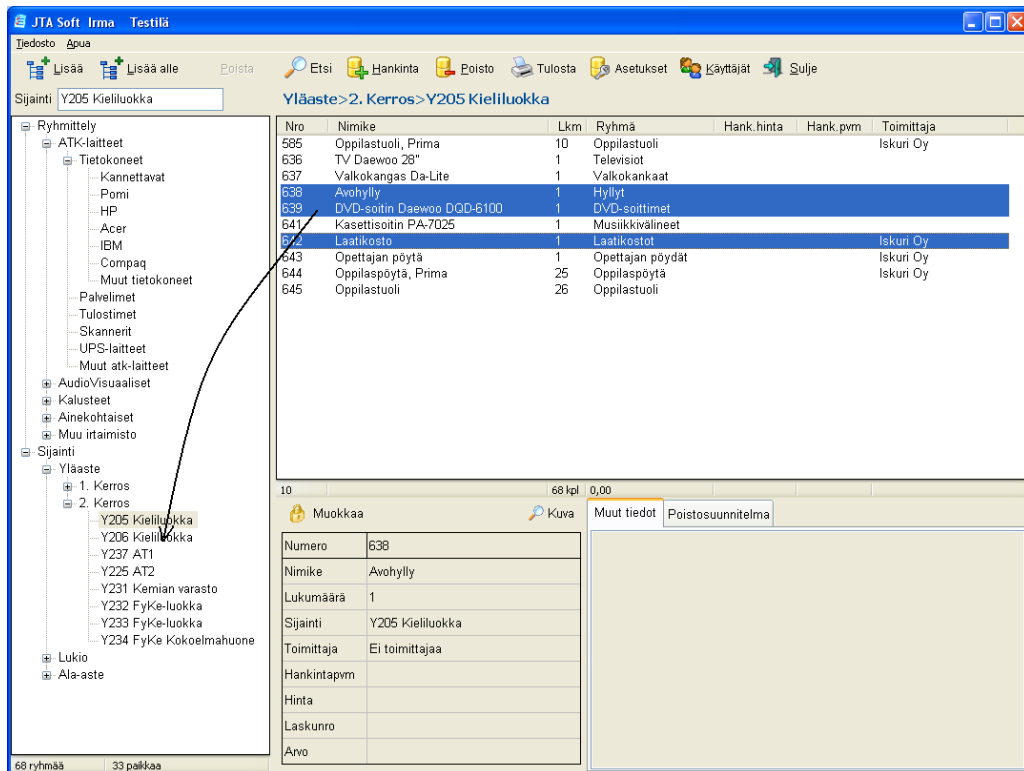 JTA Soft Irma Testilä
Tiedosto Apua
Lisää Lisää alle Poista Etsi Hankinta Poisto Tulosta Asetukset Käyttäjät Sulje
Sijainti Y205 Kieliluokka
Yläaste>2. Kerros>Y205 Kieliluokka
Ryhmittely
ATK-laitteet
Tietokoneet
Kannettavat
Pomi
HP
Acer
IBM
Compaq
Muut tietokoneet
Palvelimet
Tulostimet
Skannerit
UPS-laitteet
Muut atk-laitteet
AudioVisuaaliset
Kalusteet
Ainekohtaiset
Muu irtaimisto
Sijainti
Yläaste
1. Kerros
2. Kerros
Y205 Kieliluokka
Y206 Kieliluokka
Y237 AT1
Y225 AT2
Y231 Kemian varasto
Y232 FyKe-luokka
Y233 FyKe-luokka
Y234 FyKe Kokoelmahuone
Lukio
Ala-aste
68 ryhmää 33 paikkaa
Nro Nimike Lkm Ryhmä Hank.hinta Hank.pvm Toimittaja
585 Oppilastuoli, Prima 10 Oppilastuoli Iskuri Oy
636 TV Daewoo 28" 1 Televisiot
637 Valkokangas Da-Lite 1 Valkokankaat
638 Avohylly 1 Hyllyt
639 DVD-soitin Daewoo DQD-6100 1 DVD-soittimet
641 Kasettisoitin PA-7025 1 Musiikkivälineet
642 Laatikosto 1 Laatikostot Iskuri Oy
643 Opettajan pöytä 1 Opettajan pöydät Iskuri Oy
644 Oppilaspöytä, Prima 25 Oppilaspöytä Iskuri Oy
645 Oppilastuoli 26 Oppilastuoli
10 68 kpl 0,00
Muokkaa Kuva
Numero 638
Nimike Avohylly
Lukumäärä 1
Sijainti Y205 Kieliluokka
Toimittaja Ei toimittajaa
Hankintapvm
Hinta
Laskunro
Arvo
Muut tiedot Poistosuunnitelma